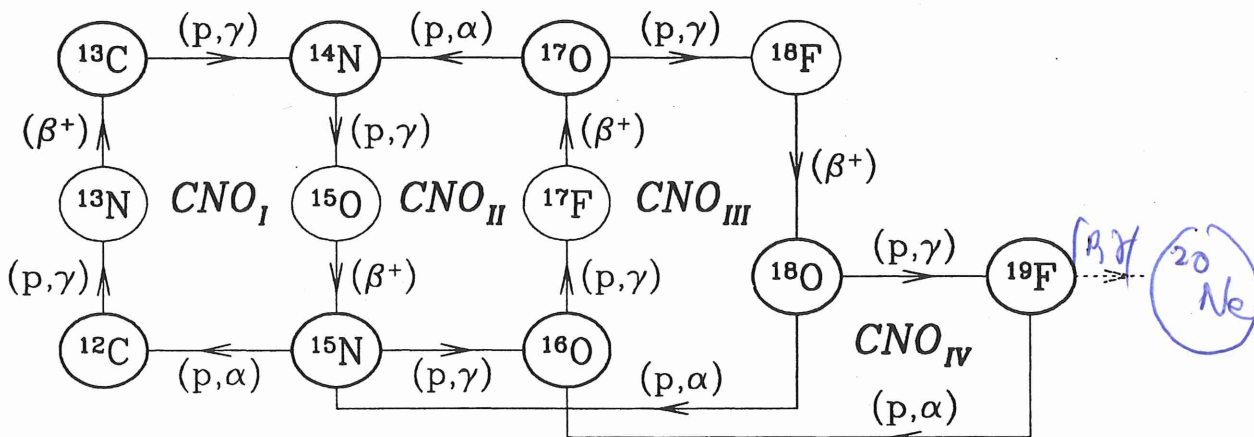 (p,γ) (p,α) (p,γ)
¹³C ¹⁴N ¹⁷O ¹⁸F
(β⁺) (p,γ) (β⁺) (β⁺)
¹³N CNO_I ¹⁵O CNO_II ¹⁷F CNO_III
(p,γ) (β⁺) (p,γ) (p,γ) (p,γ)
¹⁸O ¹⁹F ²⁰Ne
¹²C ¹⁵N ¹⁶O CNO_IV
(p,α) (p,γ) (p,α)
(p,α)